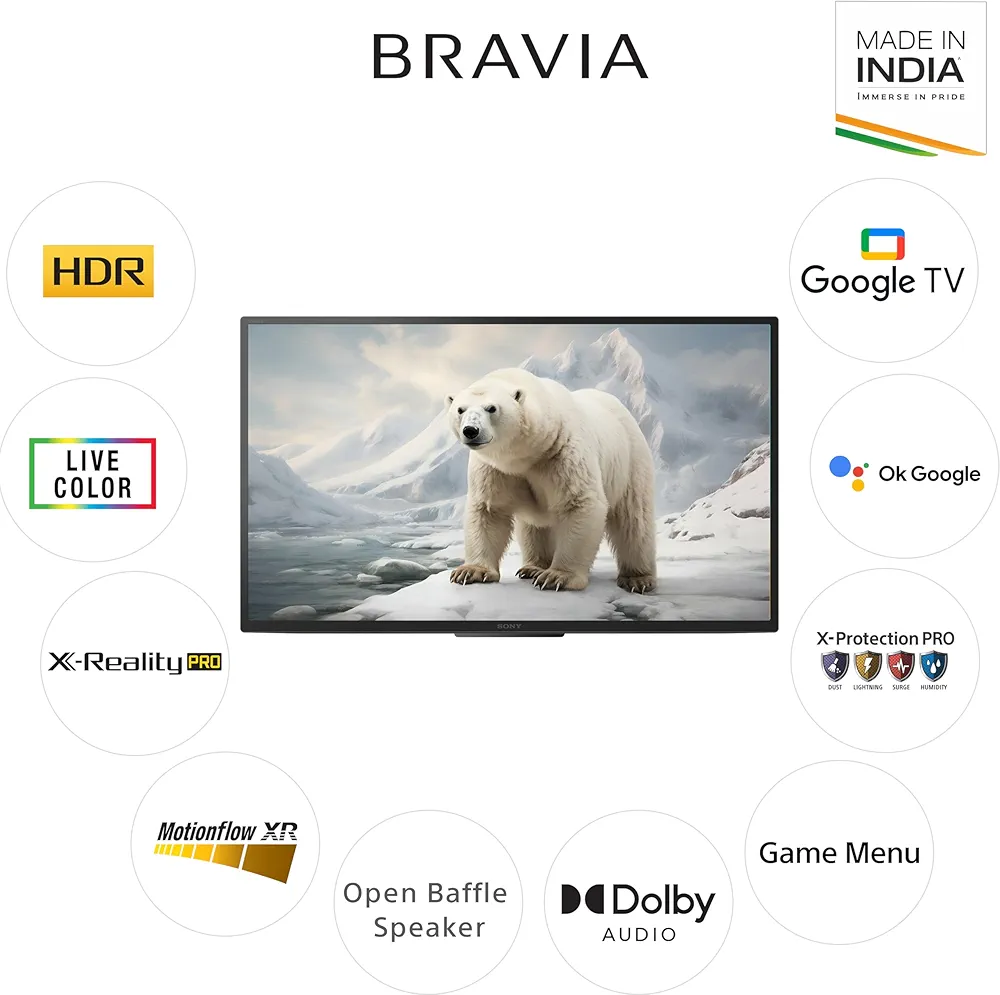 BRAVIA
MADE IN
INDIA
IMMERSE IN PRIDE
HDR
Google TV
LIVE
COLOR
Ok Google
SONY
X-Reality PRO
X-Protection PRO
DUST LIGHTNING SURGE HUMIDITY
Motionflow XR
Game Menu
Open Baffle
Speaker
Dolby
AUDIO